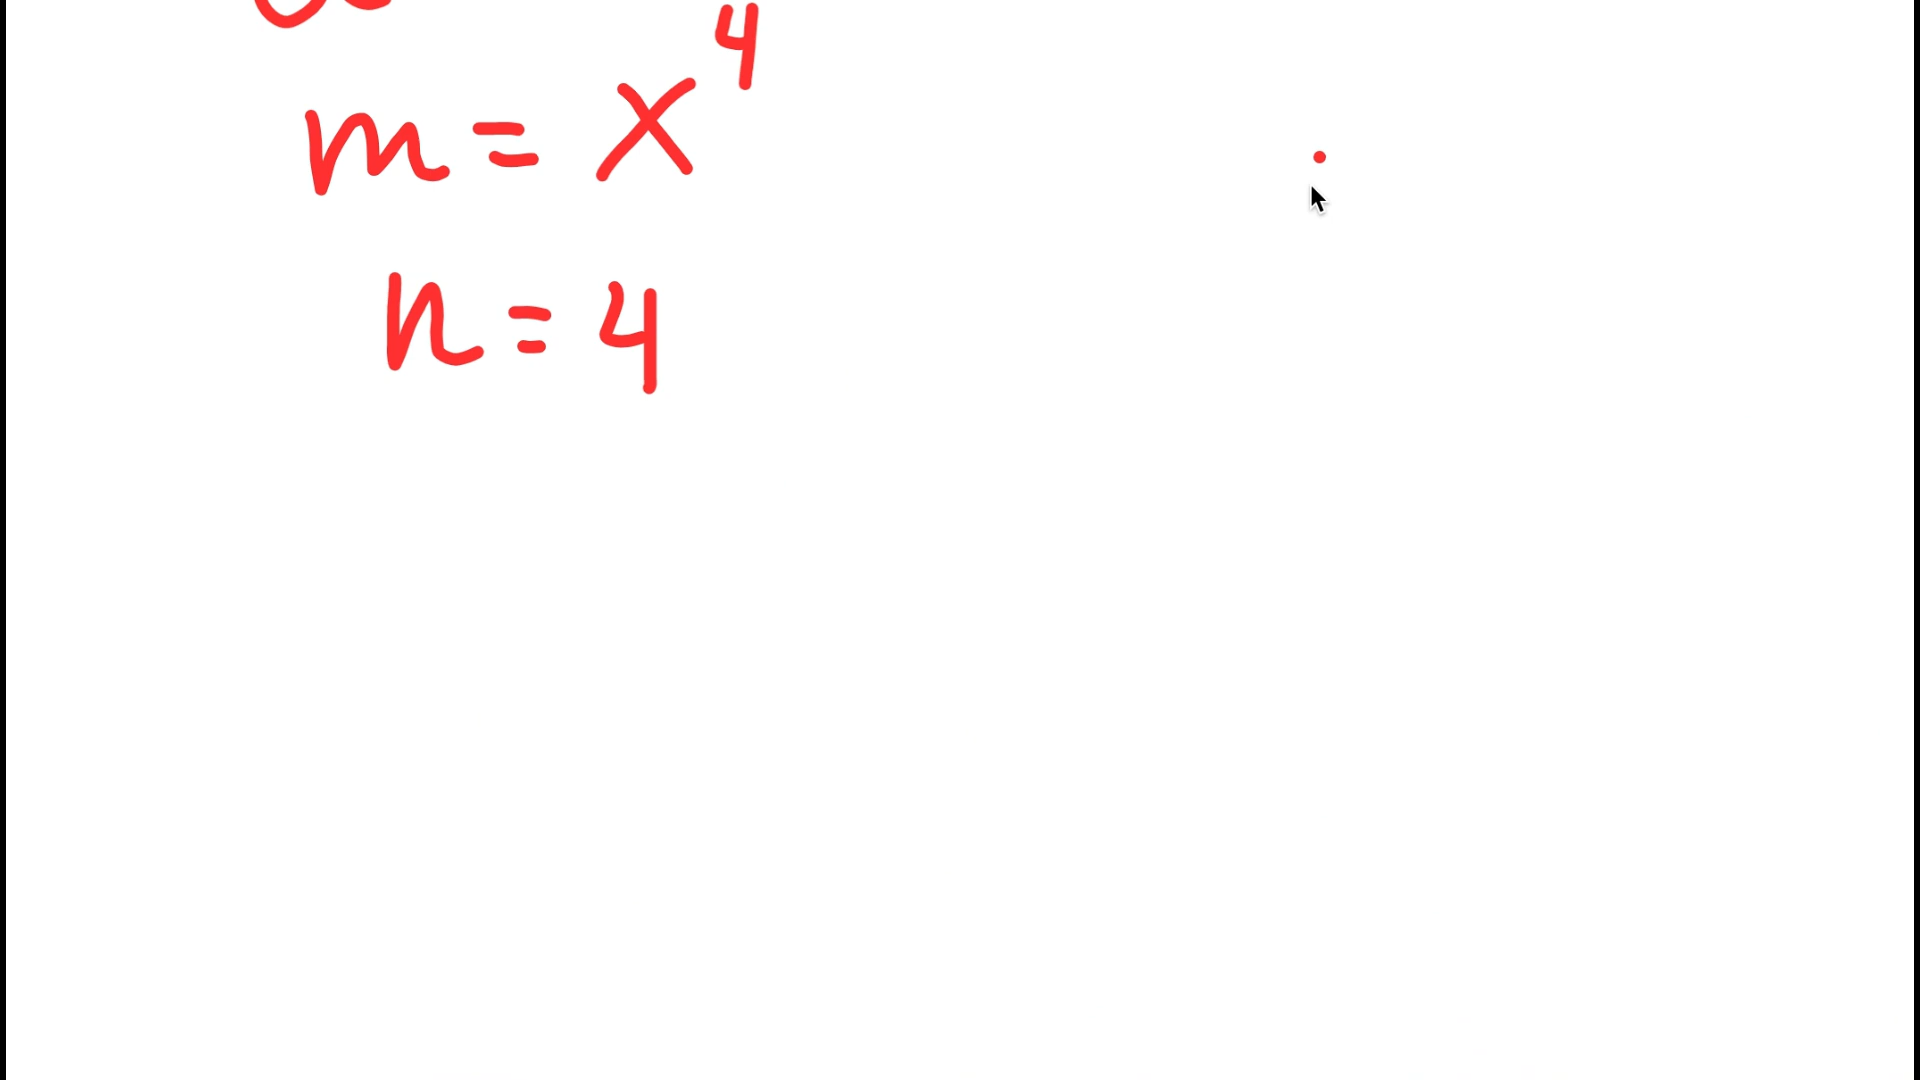 m = x⁴
n = 4